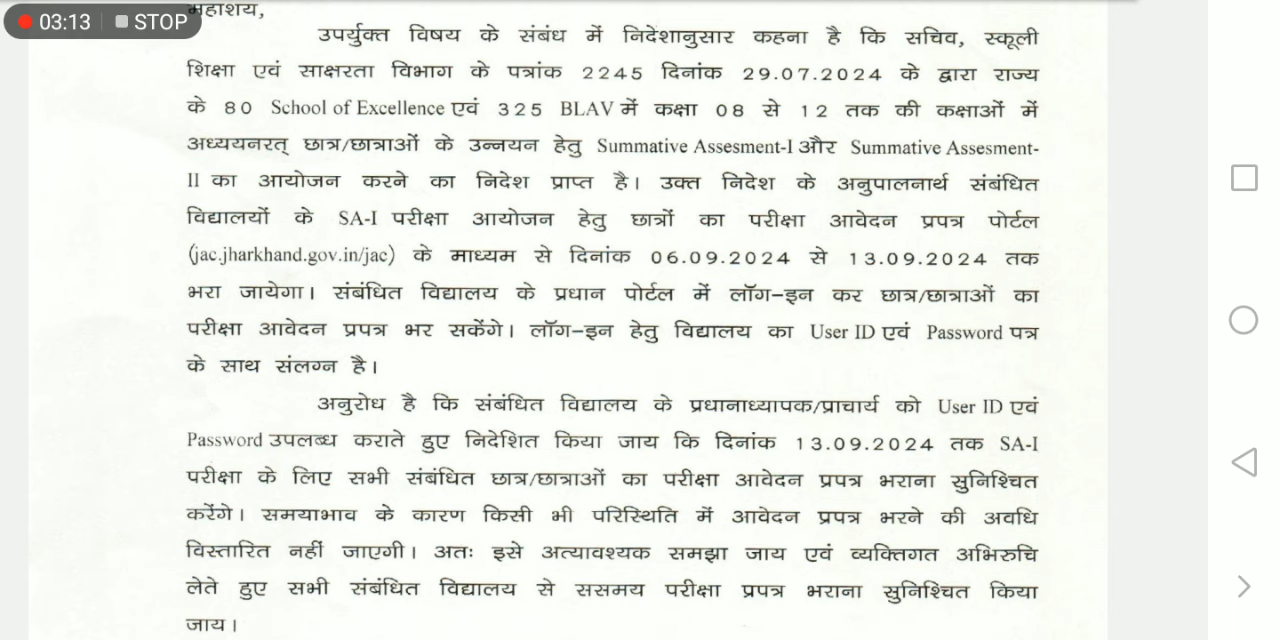 03:13 STOP
महाशय,
उपर्युक्त विषय के संबंध में निदेशानुसार कहना है कि सचिव, स्कूली
शिक्षा एवं साक्षरता विभाग के पत्रांक 2245 दिनांक 29.07.2024 के द्वारा राज्य
के 80 School of Excellence एवं 325 BLAV में कक्षा 08 से 12 तक की कक्षाओं में
अध्ययनरत् छात्र/छात्राओं के उन्नयन हेतु Summative Assesment-I और Summative Assesment-
II का आयोजन करने का निदेश प्राप्त है। उक्त निदेश के अनुपालनार्थ संबंधित
विद्यालयों के SA-I परीक्षा आयोजन हेतु छात्रों का परीक्षा आवेदन प्रपत्र पोर्टल
(jac.jharkhand.gov.in/jac) के माध्यम से दिनांक 06.09.2024 से 13.09.2024 तक
भरा जायेगा। संबंधित विद्यालय के प्रधान पोर्टल में लॉग-इन कर छात्र/छात्राओं का
परीक्षा आवेदन प्रपत्र भर सकेंगे। लॉग-इन हेतु विद्यालय का User ID एवं Password पत्र
के साथ संलग्न है।
अनुरोध है कि संबंधित विद्यालय के प्रधानाध्यापक/प्राचार्य को User ID एवं
Password उपलब्ध कराते हुए निदेशित किया जाय कि दिनांक 13.09.2024 तक SA-I
परीक्षा के लिए सभी संबंधित छात्र/छात्राओं का परीक्षा आवेदन प्रपत्र भराना सुनिश्चित
करेंगे। समयाभाव के कारण किसी भी परिस्थिति में आवेदन प्रपत्र भरने की अवधि
विस्तारित नहीं जाएगी। अतः इसे अत्यावश्यक समझा जाय एवं व्यक्तिगत अभिरुचि
लेते हुए सभी संबंधित विद्यालय से ससमय परीक्षा प्रपत्र भराना सुनिश्चित किया
जाय।